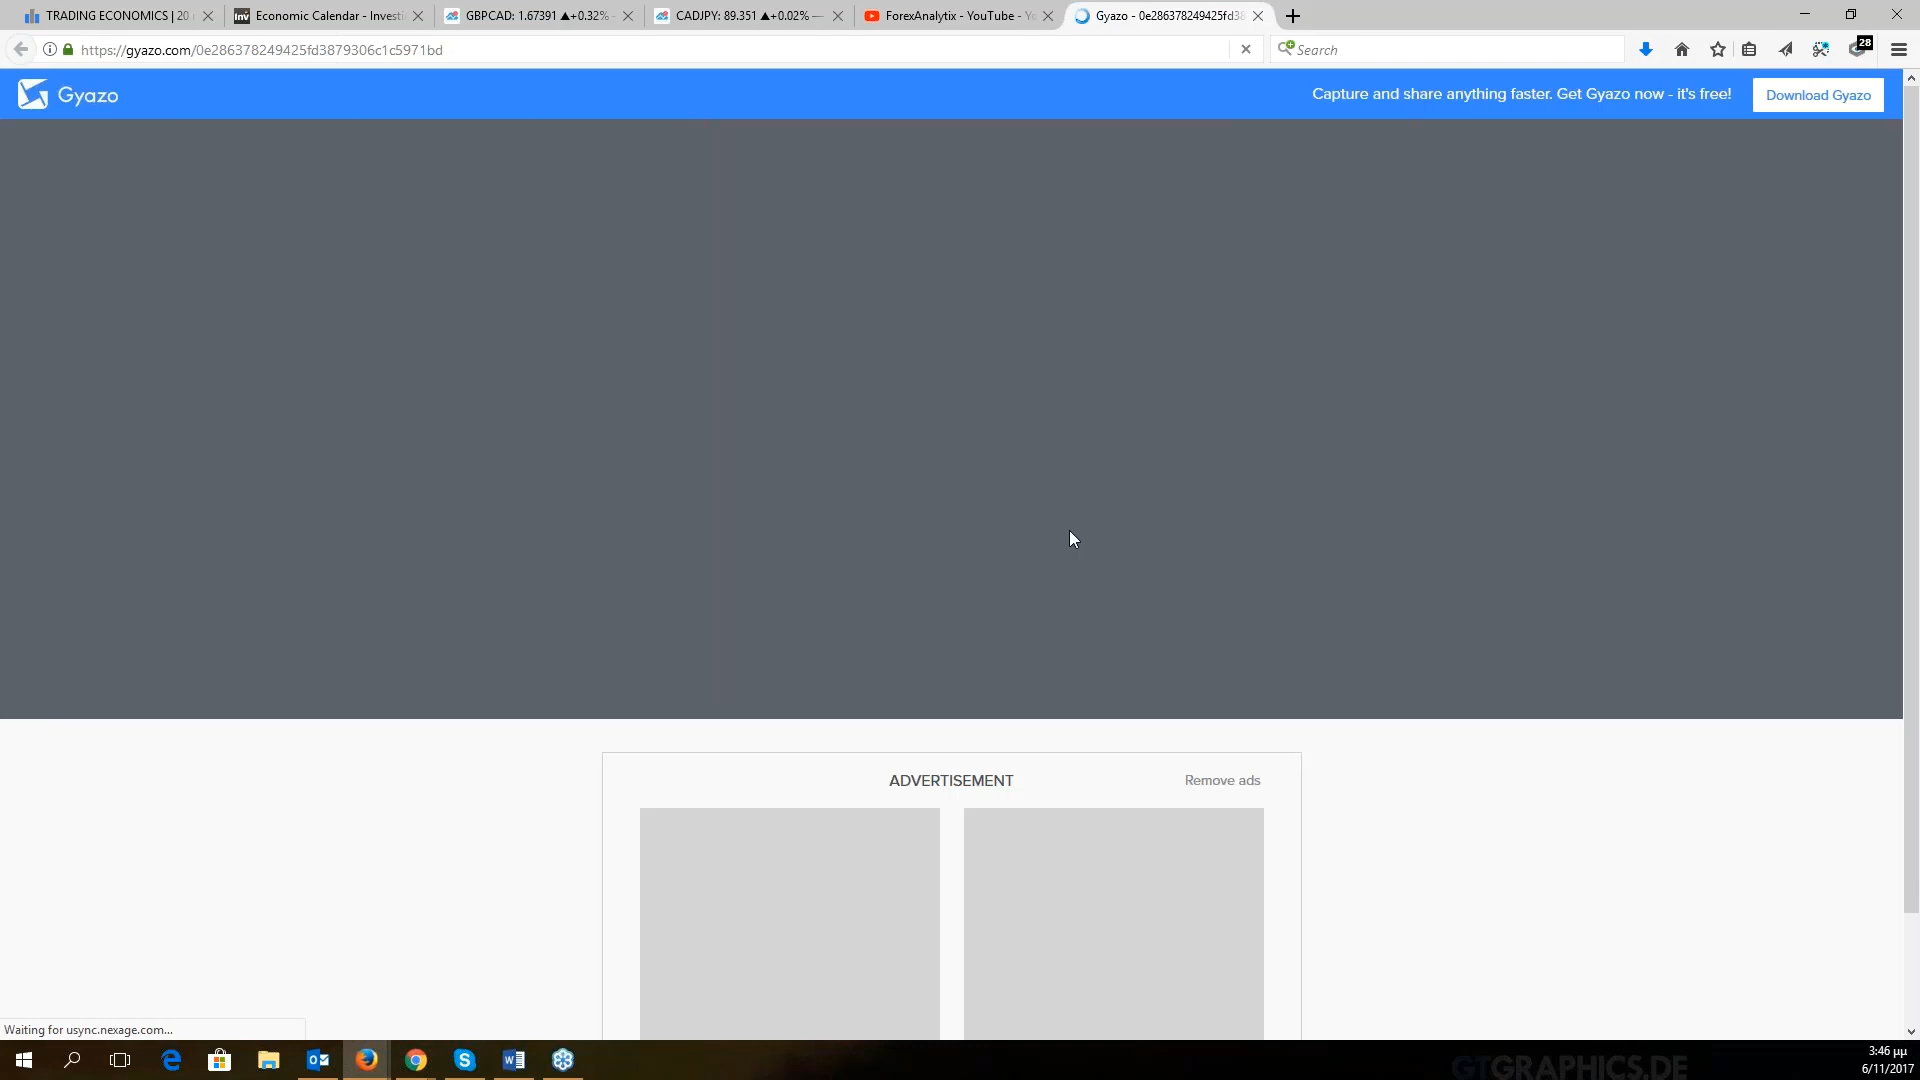 TRADING ECONOMICS | 20
Economic Calendar - Investi
GBPCAD: 1.67391 ▲+0.32%
CADJPY: 89.351 ▲+0.02% —
ForexAnalytix - YouTube - Yo
Gyazo - 0e286378249425fd38
https://gyazo.com/0e286378249425fd3879306c1c5971bd
Search
28
Gyazo
Capture and share anything faster. Get Gyazo now - it's free!
Download Gyazo
ADVERTISEMENT
Remove ads
Waiting for usync.nexage.com...
3:46 μμ
6/11/2017
GTGRAPHICS.DE